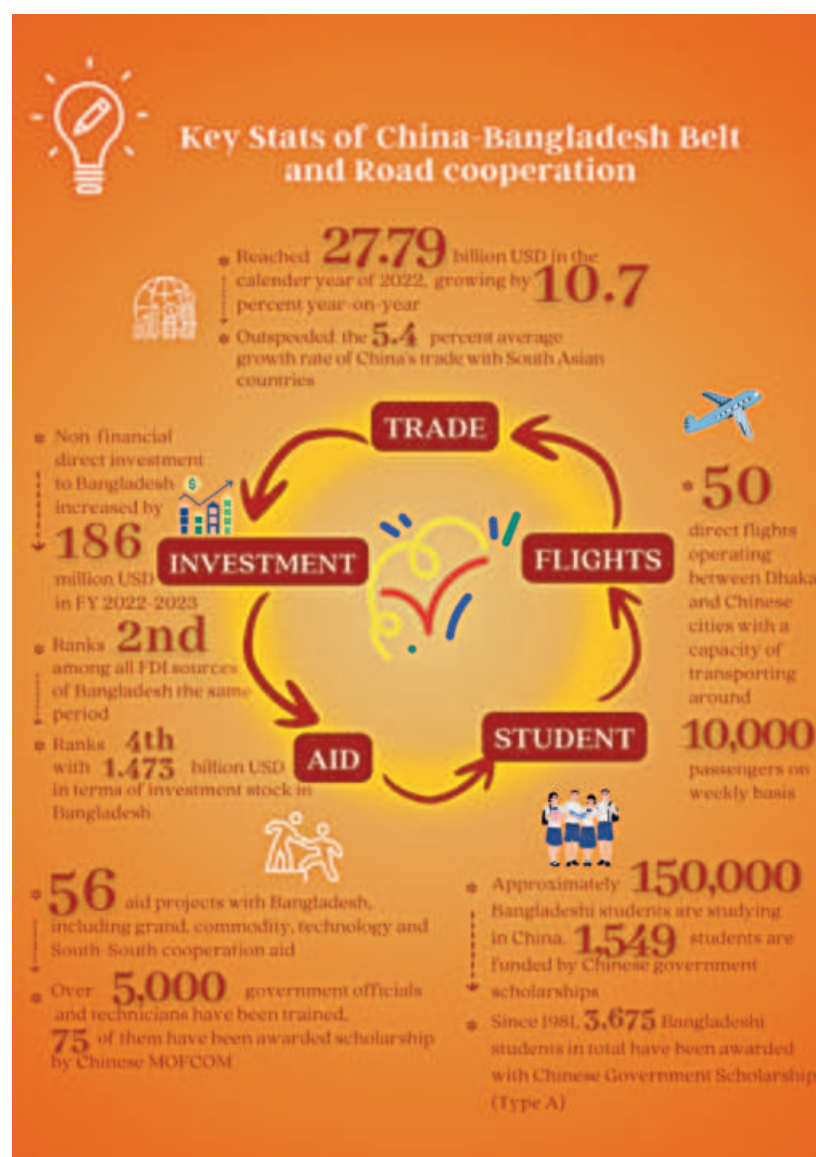 Key Stats of China-Bangladesh Belt
and Road cooperation
Reached 27.79 billion USD in the
calender year of 2022, growing by 10.7
percent year-on-year
Outspeeded the 5.4 percent average
growth rate of China's trade with South Asian
countries
TRADE
Non-financial
direct investment
to Bangladesh
increased by
186
million USD
in FY 2022-2023
Ranks 2nd
among all FDI sources
of Bangladesh the same
period
Ranks 4th
with 1.473 billion USD
in terms of investment stock in
Bangladesh
INVESTMENT
FLIGHTS
50
direct flights
operating
between Dhaka
and Chinese
cities with a
capacity of
transporting
around
10,000
passengers on
weekly basis
AID
STUDENT
56 aid projects with Bangladesh,
including grand, commodity, technology and
South-South cooperation aid
Over 5,000 government officials
and technicians have been trained,
75 of them have been awarded scholarship
by Chinese MOFCOM
Approximately 150,000
Bangladeshi students are studying
in China. 1,549 students are
funded by Chinese government
scholarships
Since 1981, 3,675 Bangladeshi
students in total have been awarded
with Chinese Government Scholarship
(Type A)